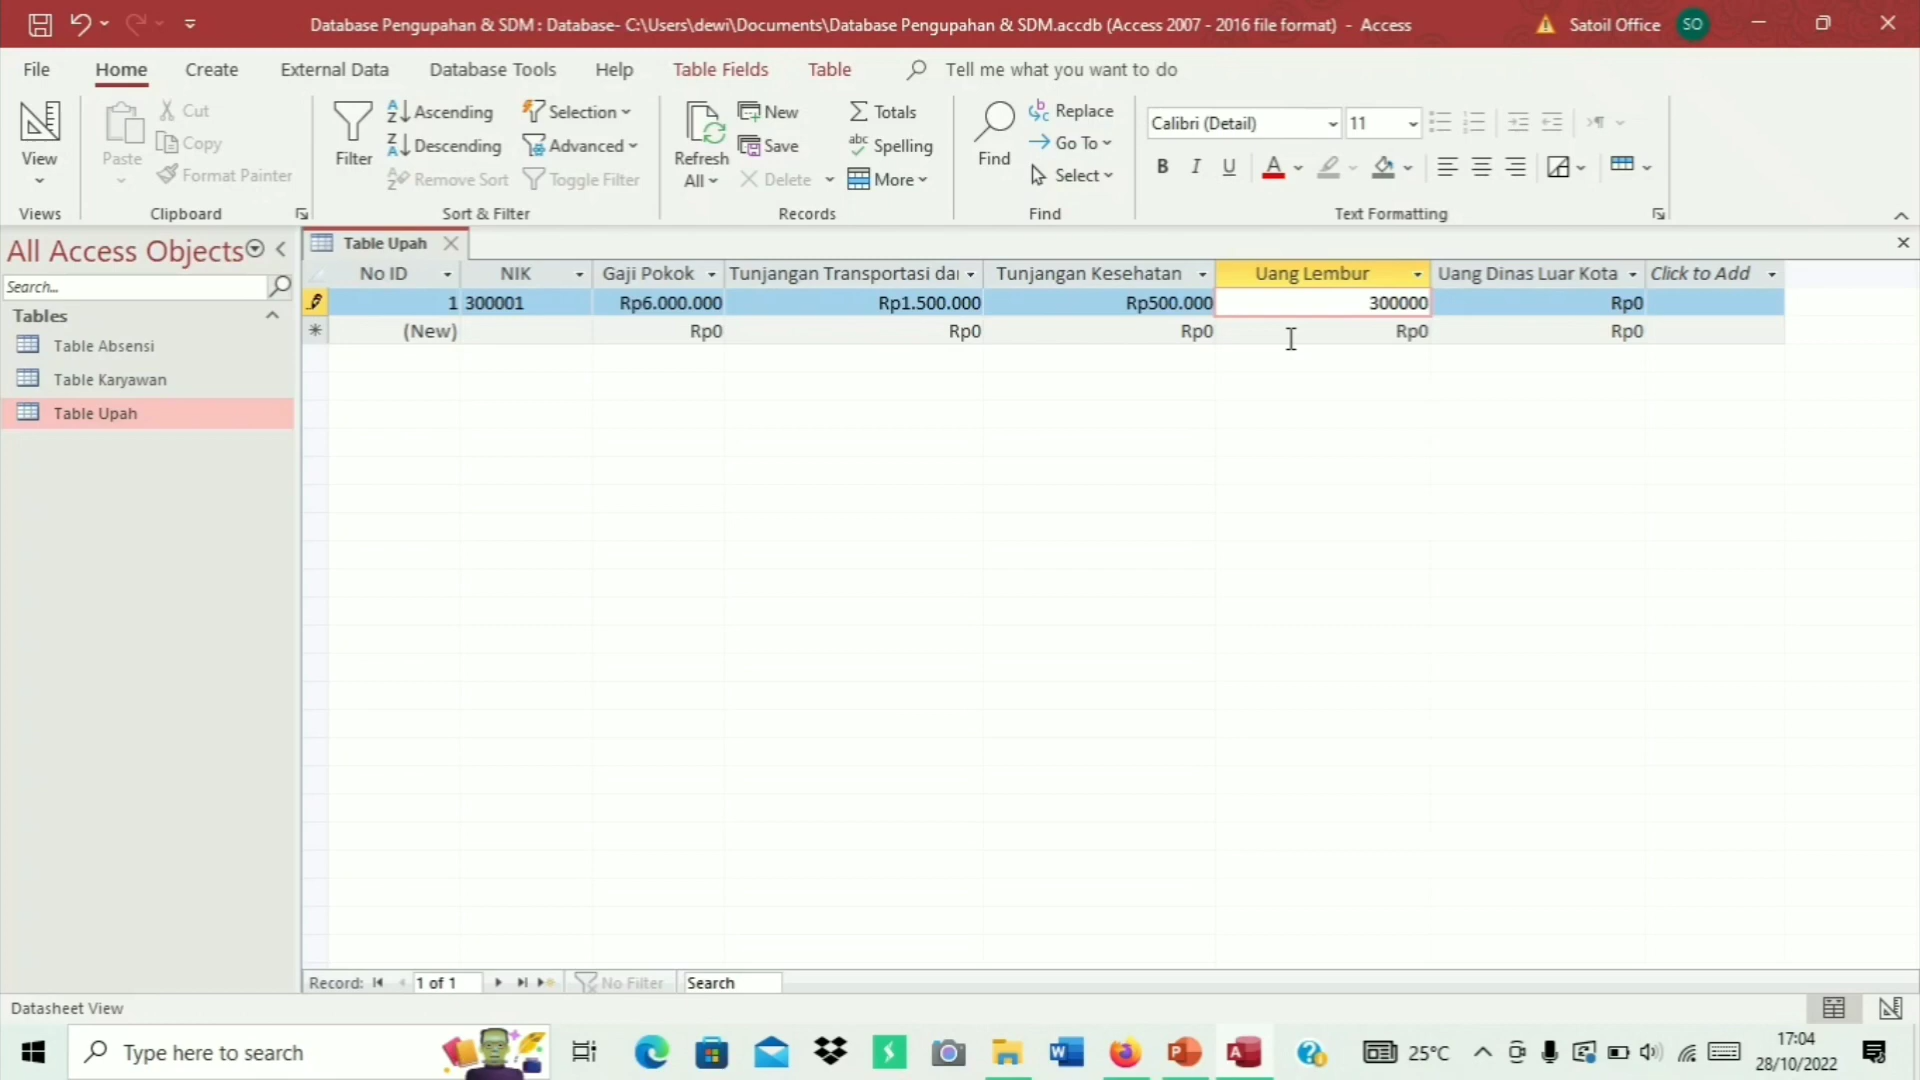 Database Pengupahan & SDM : Database- C:\Users\dewi\Documents\Database Pengupahan & SDM.accdb (Access 2007 - 2016 file format) - Access
Satoil Office
SO
File
Home
Create
External Data
Database Tools
Help
Table Fields
Table
Tell me what you want to do
View
Views
Paste
Cut
Copy
Format Painter
Clipboard
Filter
Ascending
Descending
Remove Sort
Selection
Advanced
Toggle Filter
Sort & Filter
Refresh
All
New
Save
Delete
Totals
Spelling
More
Records
Find
Replace
Go To
Select
Find
Calibri (Detail)
11
B I U A
Text Formatting
All Access Objects
Search...
Tables
Table Absensi
Table Karyawan
Table Upah
Table Upah
No ID NIK Gaji Pokok Tunjangan Transportasi dai Tunjangan Kesehatan Uang Lembur Uang Dinas Luar Kota Click to Add
1 300001 Rp6.000.000 Rp1.500.000 Rp500.000 300000 Rp0
(New) Rp0 Rp0 Rp0 Rp0 Rp0
Record: 1 of 1 No Filter Search
Datasheet View
Type here to search
25°C
17:04
28/10/2022